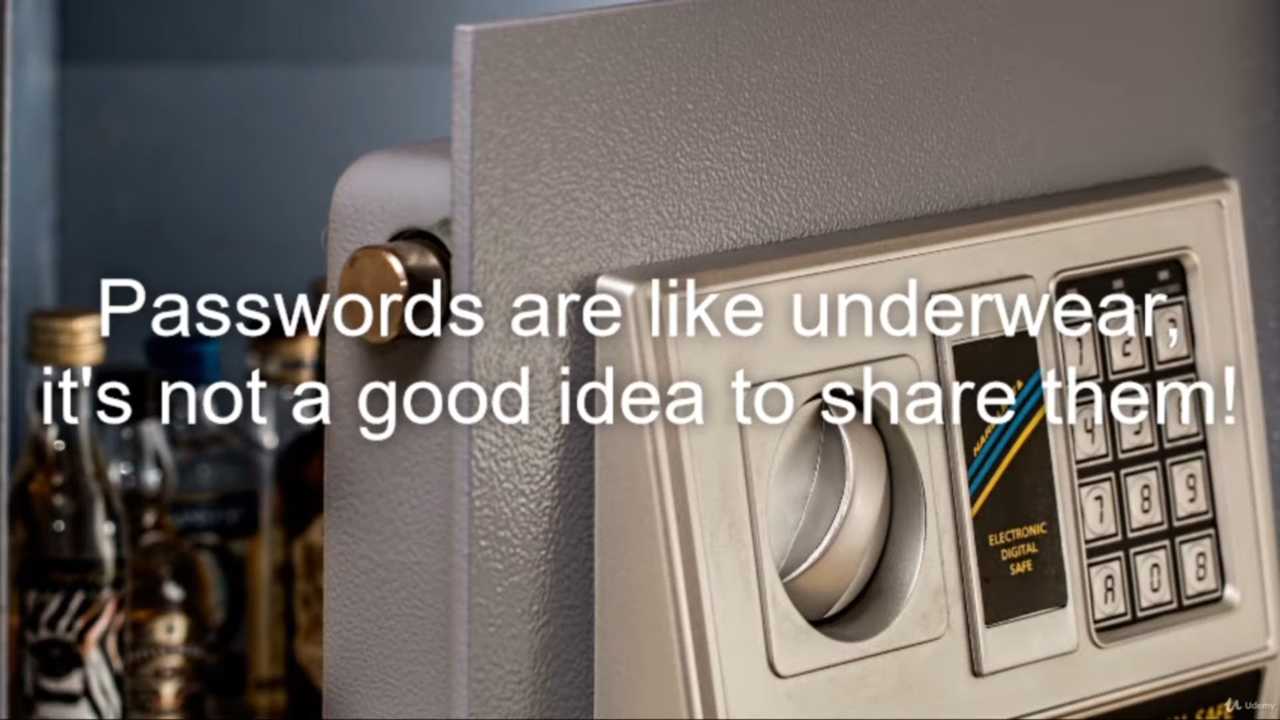 Passwords are like underwear,
it's not a good idea to share them!
ELECTRONIC
DIGITAL
SAFE
1 2 3
4 5 6
7 8 9
A 0 B
SAFE
Udemy